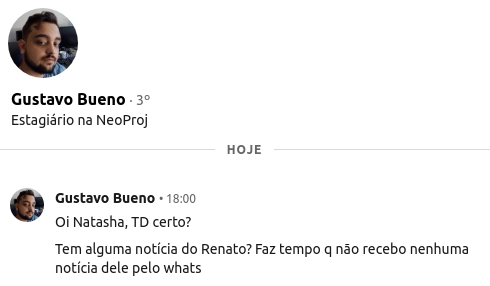 Gustavo Bueno · 3º
Estagiário na NeoProj
HOJE
Gustavo Bueno • 18:00
Oi Natasha, TD certo?
Tem alguma notícia do Renato? Faz tempo q não recebo nenhuma
notícia dele pelo whats